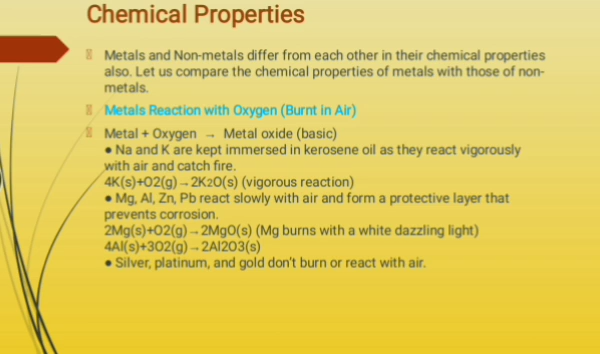 Chemical Properties
Metals and Non-metals differ from each other in their chemical properties
also. Let us compare the chemical properties of metals with those of non-
metals.
Metals Reaction with Oxygen (Burnt in Air)
Metal + Oxygen → Metal oxide (basic)
● Na and K are kept immersed in kerosene oil as they react vigorously
with air and catch fire.
4K(s)+O2(g)→2K2O(s) (vigorous reaction)
● Mg, Al, Zn, Pb react slowly with air and form a protective layer that
prevents corrosion.
2Mg(s)+O2(g)→2MgO(s) (Mg burns with a white dazzling light)
4Al(s)+3O2(g)→2Al2O3(s)
● Silver, platinum, and gold don't burn or react with air.